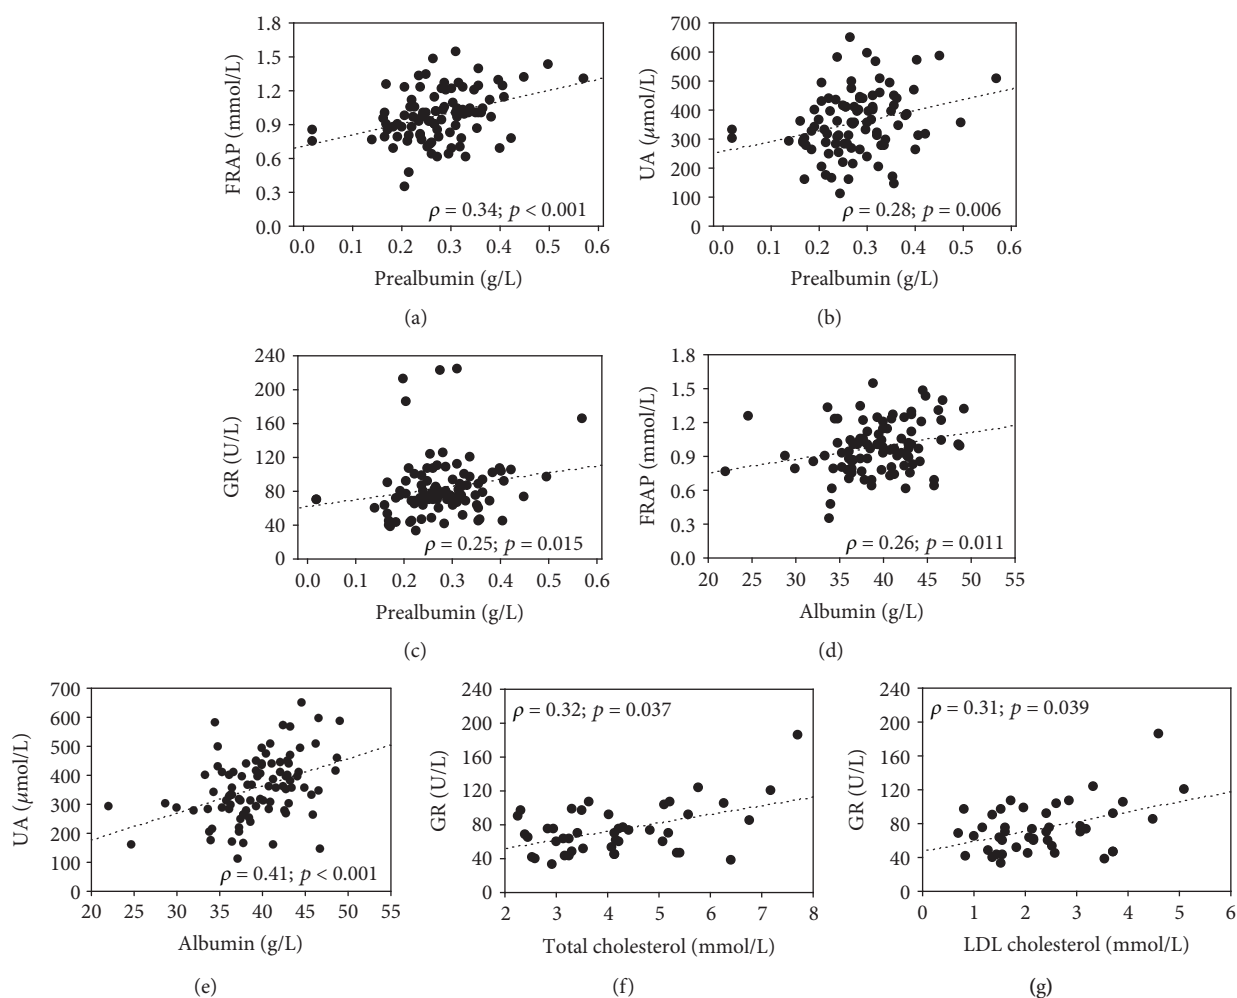 1.8
1.5
1.2
0.9
0.6
0.3
0.0
FRAP (mmol/L)
ρ = 0.34; p < 0.001
0.0 0.1 0.2 0.3 0.4 0.5 0.6
Prealbumin (g/L)
(a)
700
600
500
400
300
200
100
0
UA (μmol/L)
ρ = 0.28; p = 0.006
0.0 0.1 0.2 0.3 0.4 0.5 0.6
Prealbumin (g/L)
(b)
240
200
160
120
80
40
0
GR (U/L)
ρ = 0.25; p = 0.015
0.0 0.1 0.2 0.3 0.4 0.5 0.6
Prealbumin (g/L)
(c)
1.8
1.5
1.2
0.9
0.6
0.3
0.0
FRAP (mmol/L)
ρ = 0.26; p = 0.011
20 25 30 35 40 45 50 55
Albumin (g/L)
(d)
700
600
500
400
300
200
100
0
UA (μmol/L)
ρ = 0.41; p < 0.001
20 25 30 35 40 45 50 55
Albumin (g/L)
(e)
240
200
160
120
80
40
0
GR (U/L)
ρ = 0.32; p = 0.037
2 3 4 5 6 7 8
Total cholesterol (mmol/L)
(f)
240
200
160
120
80
40
0
GR (U/L)
ρ = 0.31; p = 0.039
0 1 2 3 4 5 6
LDL cholesterol (mmol/L)
(g)